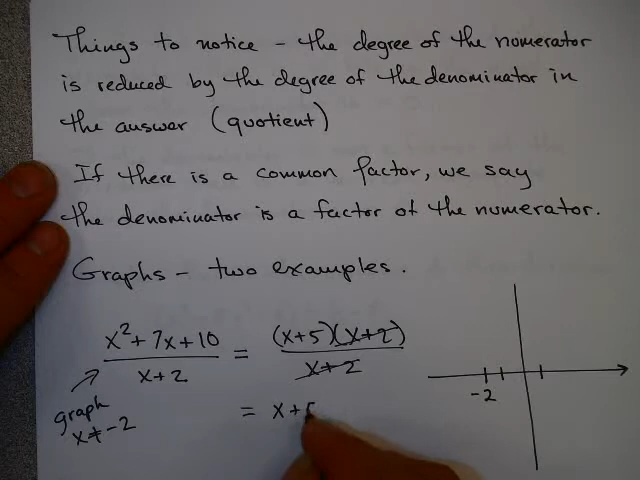 Things to notice - the degree of the numerator
is reduced by the degree of the denominator in
the answar (quotient)
If there is a common factor, we say
the denominator is a factor of the numerator.
Graphs - two examples.
x² + 7x + 10 / x + 2 = (x+5)(x+2) / x+2
graph
x ≠ -2
= x + 5
-2